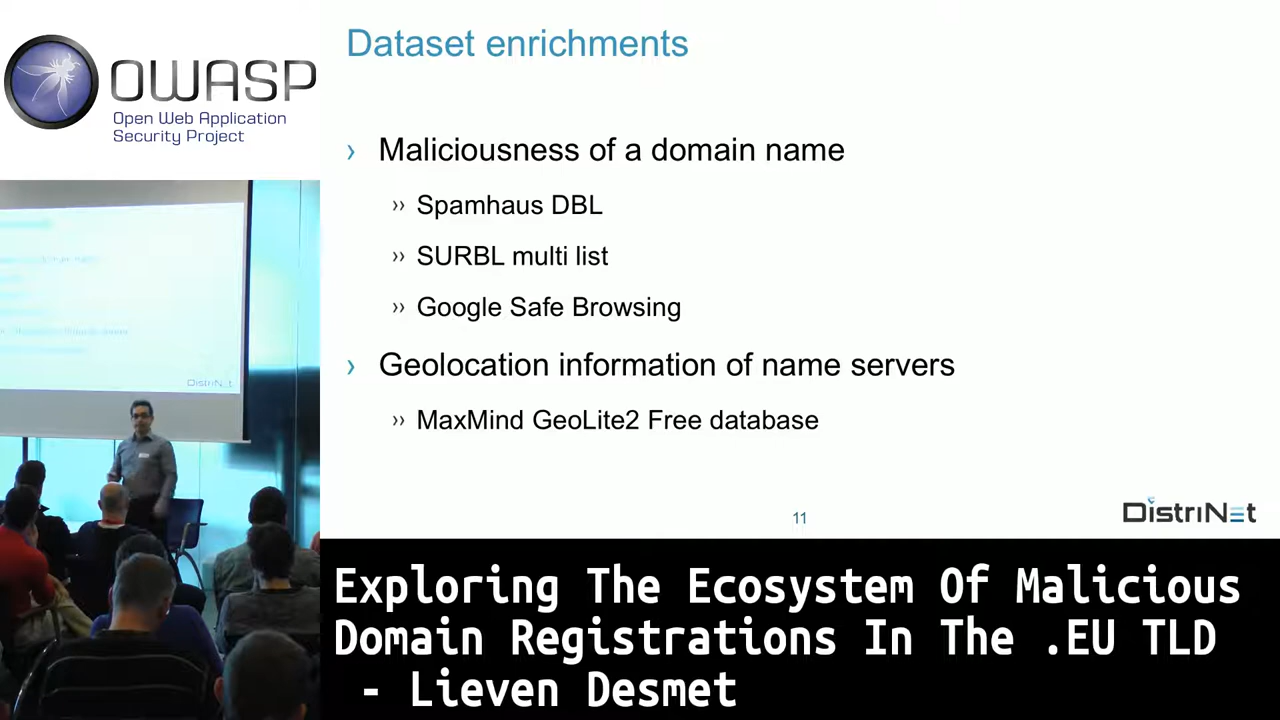 OWASP
Open Web Application
Security Project
Dataset enrichments
› Maliciousness of a domain name
›› Spamhaus DBL
›› SURBL multi list
›› Google Safe Browsing
› Geolocation information of name servers
›› MaxMind GeoLite2 Free database
11
DistriNet
DistriNet
Exploring The Ecosystem Of Malicious
Domain Registrations In The .EU TLD
- Lieven Desmet